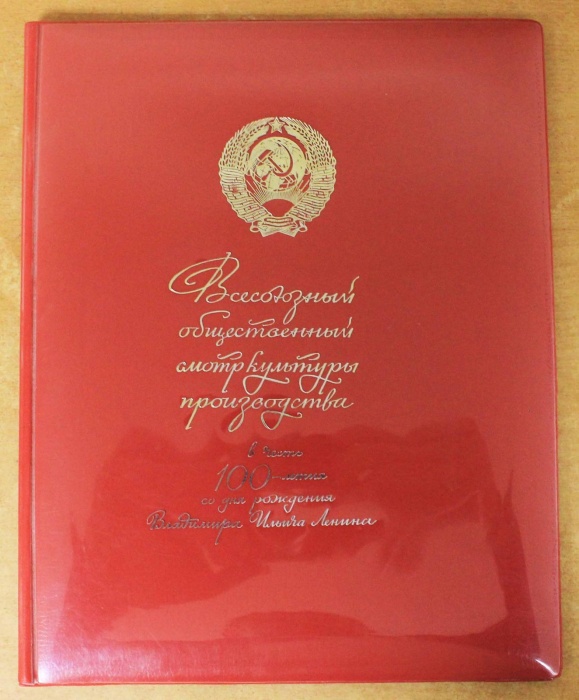 Всесоюзный
общественный
смотр культуры
производства
в честь
100-летия
со дня рождения
Владимира Ильича Ленина